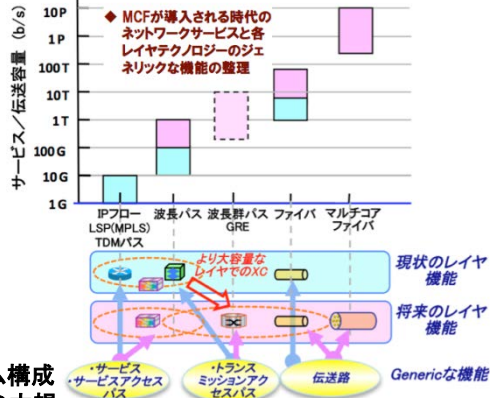 サービス／伝送容量 (b/s)
10P
1P
100T
10T
1T
100G
10G
1G
◆ MCFが導入される時代の
ネットワークサービスと各
レイヤテクノロジーのジェ
ネリックな機能の整理
IPフロー 波長パス 波長群パス ファイバ マルチコア
LSP(MPLS) GRE ファイバ
TDMパス
より大容量な
レイヤでのXC
現状のレイヤ
機能
将来のレイヤ
機能
・サービス
・サービスアクセス
パス
・トランス
ミッションアク
セスパス
伝送路
Genericな機能
ム構成